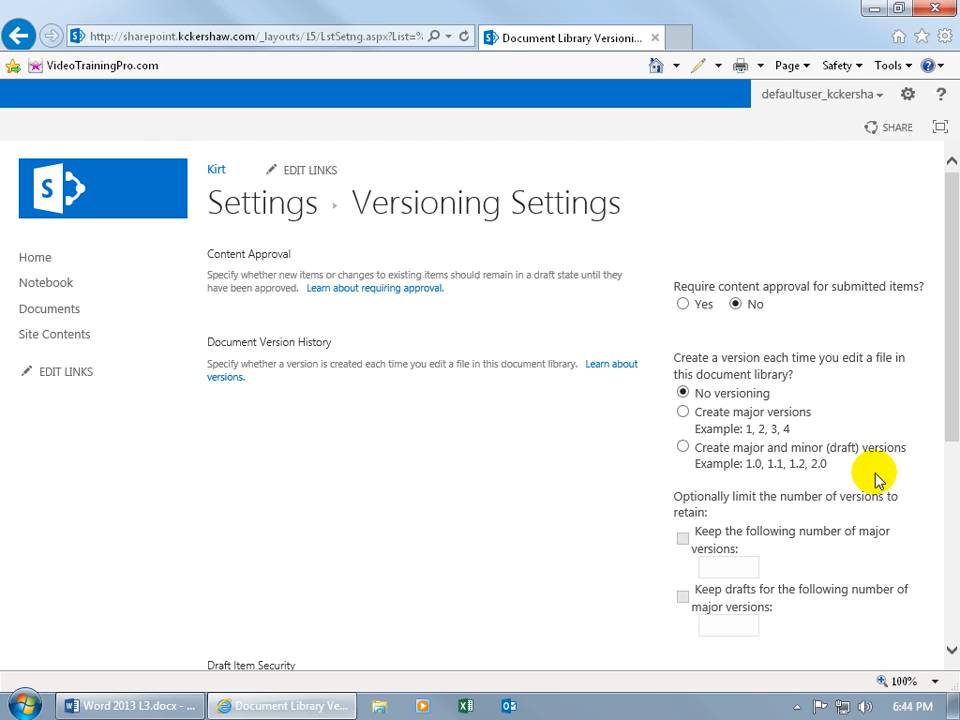 http://sharepoint.kckershaw.com/_layouts/15/LstSetng.aspx?List=%
Document Library Versioni...
VideoTrainingPro.com
Page
Safety
Tools
defaultuser_kckersha
SHARE
Kirt
EDIT LINKS
Settings Versioning Settings
Home
Notebook
Documents
Site Contents
EDIT LINKS
Content Approval
Specify whether new items or changes to existing items should remain in a draft state until they
have been approved. Learn about requiring approval.
Require content approval for submitted items?
Yes No
Document Version History
Specify whether a version is created each time you edit a file in this document library. Learn about
versions.
Create a version each time you edit a file in
this document library?
No versioning
Create major versions
Example: 1, 2, 3, 4
Create major and minor (draft) versions
Example: 1.0, 1.1, 1.2, 2.0
Optionally limit the number of versions to
retain:
Keep the following number of major
versions:
Keep drafts for the following number of
major versions:
Draft Item Security
100%
Word 2013 L3.docx - ...
Document Library Ve...
6:44 PM